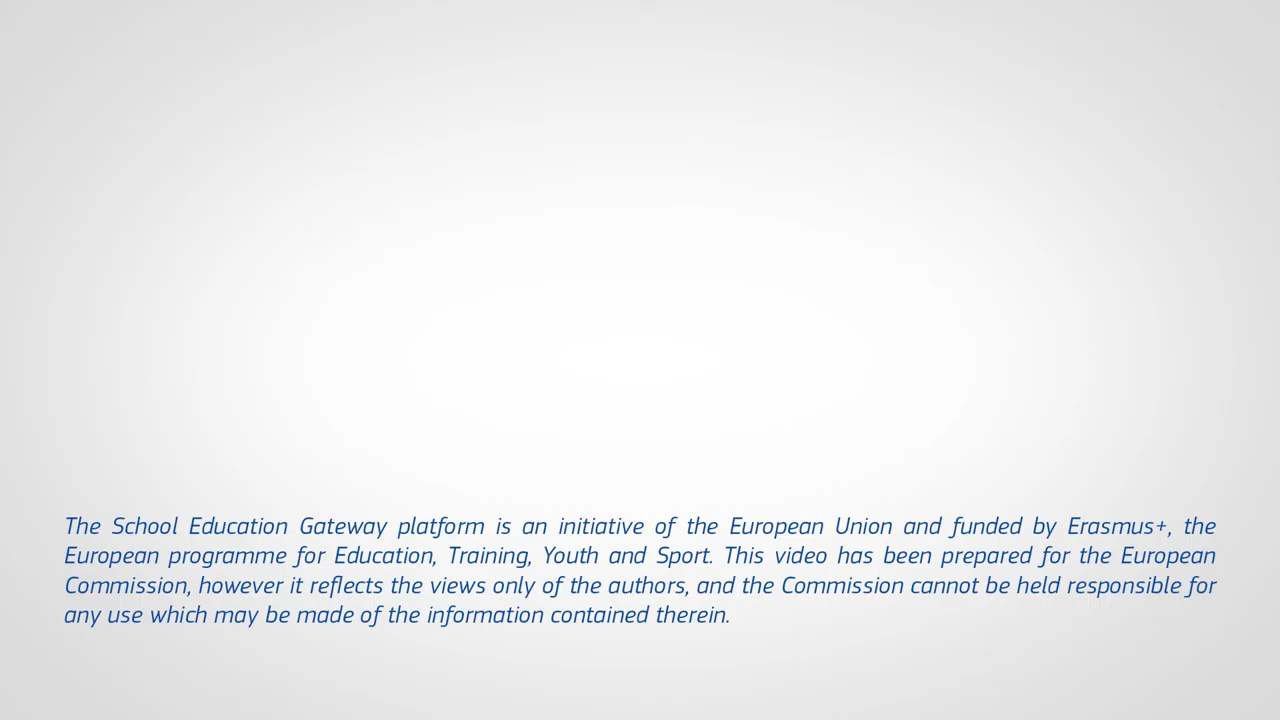 The School Education Gateway platform is an initiative of the European Union and funded by Erasmus+, the
European programme for Education, Training, Youth and Sport. This video has been prepared for the European
Commission, however it reflects the views only of the authors, and the Commission cannot be held responsible for
any use which may be made of the information contained therein.